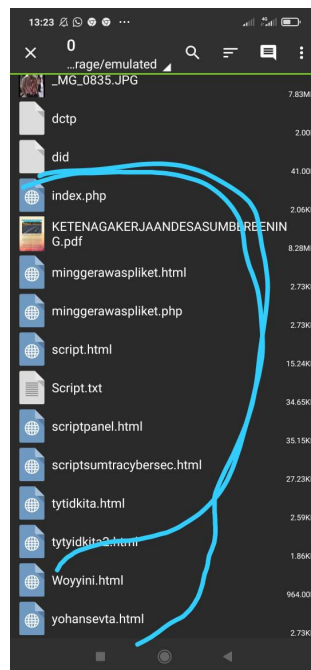 13:23
0
...rage/emulated
_MG_0835.JPG
7.83M
dctp
2.00
did
41.00
index.php
2.06K
KETENAGAKERJAANDESASUMBERBENIN
G.pdf
8.28M
minggerawaspliket.html
2.73K
minggerawaspliket.php
2.73K
script.html
15.24K
Script.txt
34.65K
scriptpanel.html
35.15K
scriptsumtracybersec.html
27.23K
tytidkita.html
2.59K
tytyidkita2.html
1.86K
Woyyini.html
964.00
yohansevta.html
2.73K